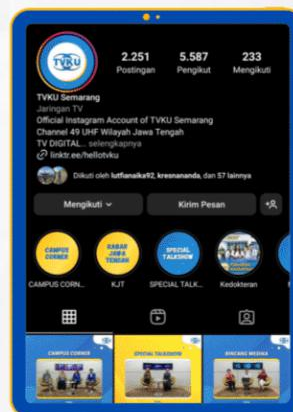 TVKU
2.251 5.587 233
Postingan Pengikut Mengikuti
TVKU Semarang
Jaringan TV
Official Instagram Account of TVKU Semarang
Channel 49 UHF Wilayah Jawa Tengah
TV DIGITAL... selengkapnya
linktr.ee/hellotvku
Diikuti oleh lutfianaika92, kresnananda, dan 57 lainnya
Mengikuti Kirim Pesan
CAMPUS CORNER
KABAR JAWA TENGAH
SPECIAL TALKSHOW
CAMPUS CORN... KJT SPECIAL TALK... Kedokteran
CAMPUS CORNER SPECIAL TALKSHOW BINCANG MEDIKA